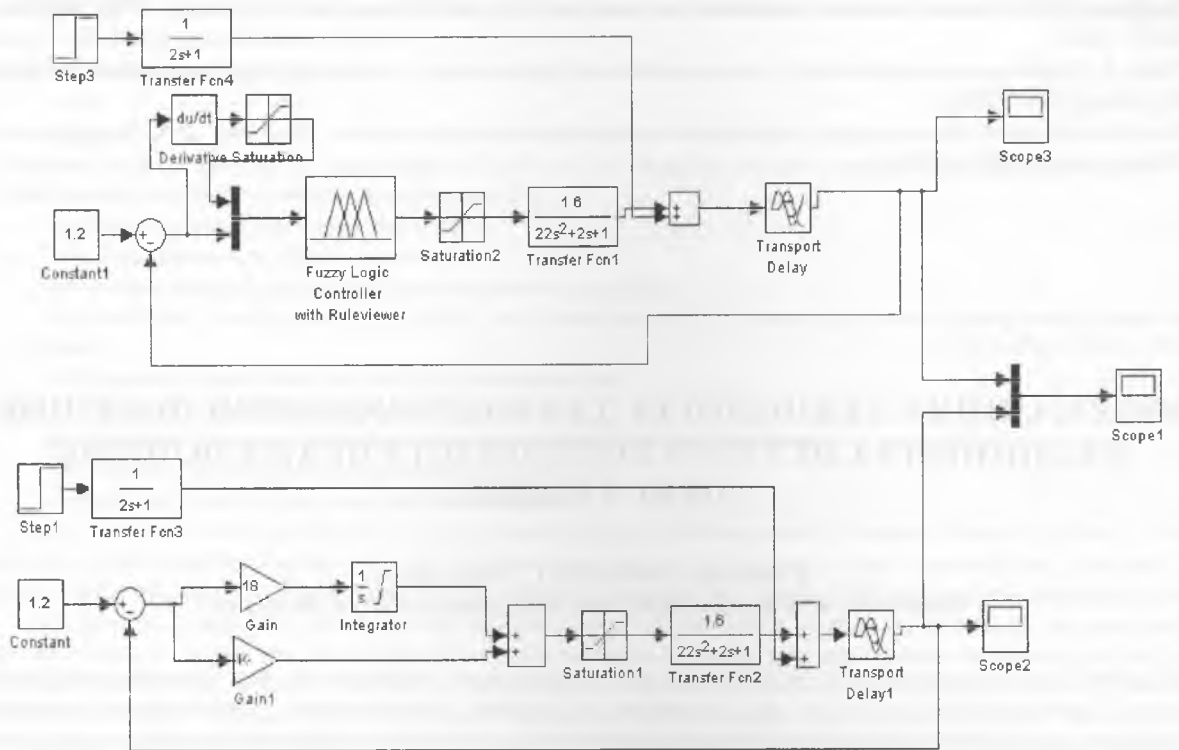 1
2s+1
Step3
Transfer Fcn4
du/dt
Derivative
Saturation
Scope3
1.2
Constant1
+
−
Fuzzy Logic
Controller
with Ruleviewer
Saturation2
1.6
22s²+2s+1
Transfer Fcn1
Transport
Delay
Scope1
1
2s+1
Step1
Transfer Fcn3
1.2
Constant
+
−
18
Gain
1
s
Integrator
K
Gain1
+
+
Saturation1
1.6
22s²+2s+1
Transfer Fcn2
+
+
Transport
Delay1
Scope2